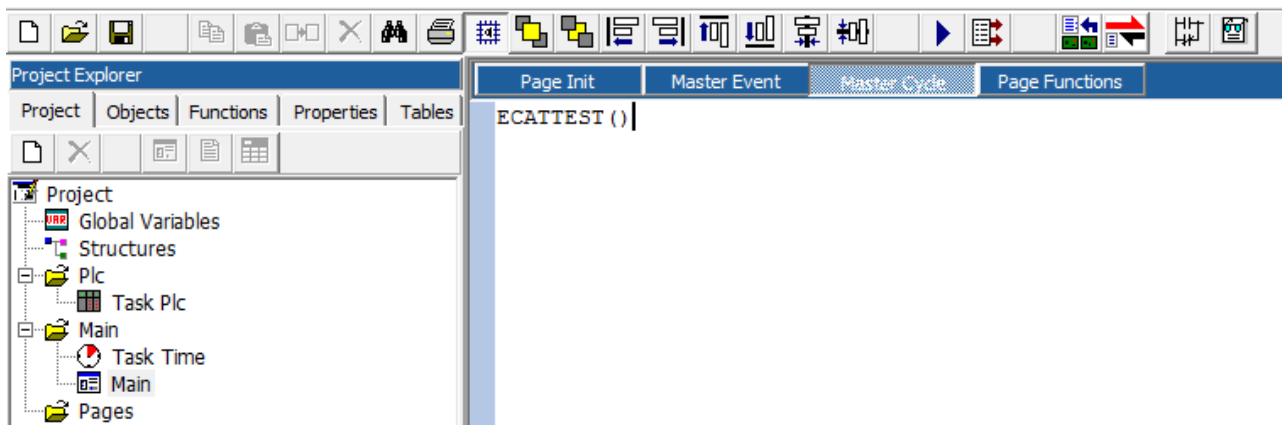 Project Explorer
Project Objects Functions Properties Tables
Project
Global Variables
Structures
Plc
Task Plc
Main
Task Time
Main
Pages
Page Init Master Event Master Cycle Page Functions
ECATTEST()